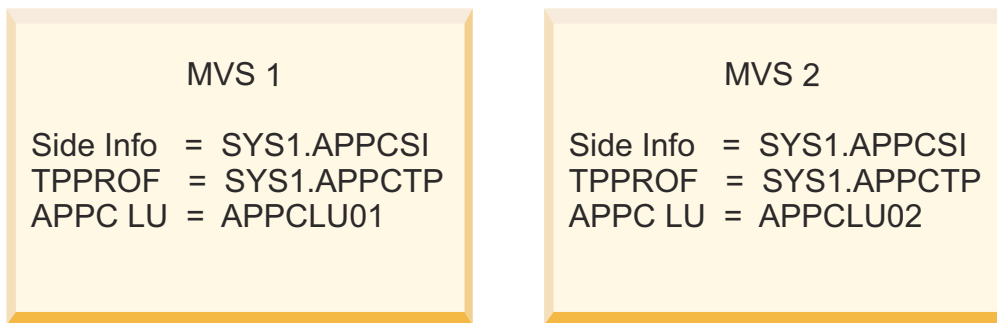 MVS 1
Side Info = SYS1.APPCSI
TPPROF = SYS1.APPCTP
APPC LU = APPCLU01
MVS 2
Side Info = SYS1.APPCSI
TPPROF = SYS1.APPCTP
APPC LU = APPCLU02